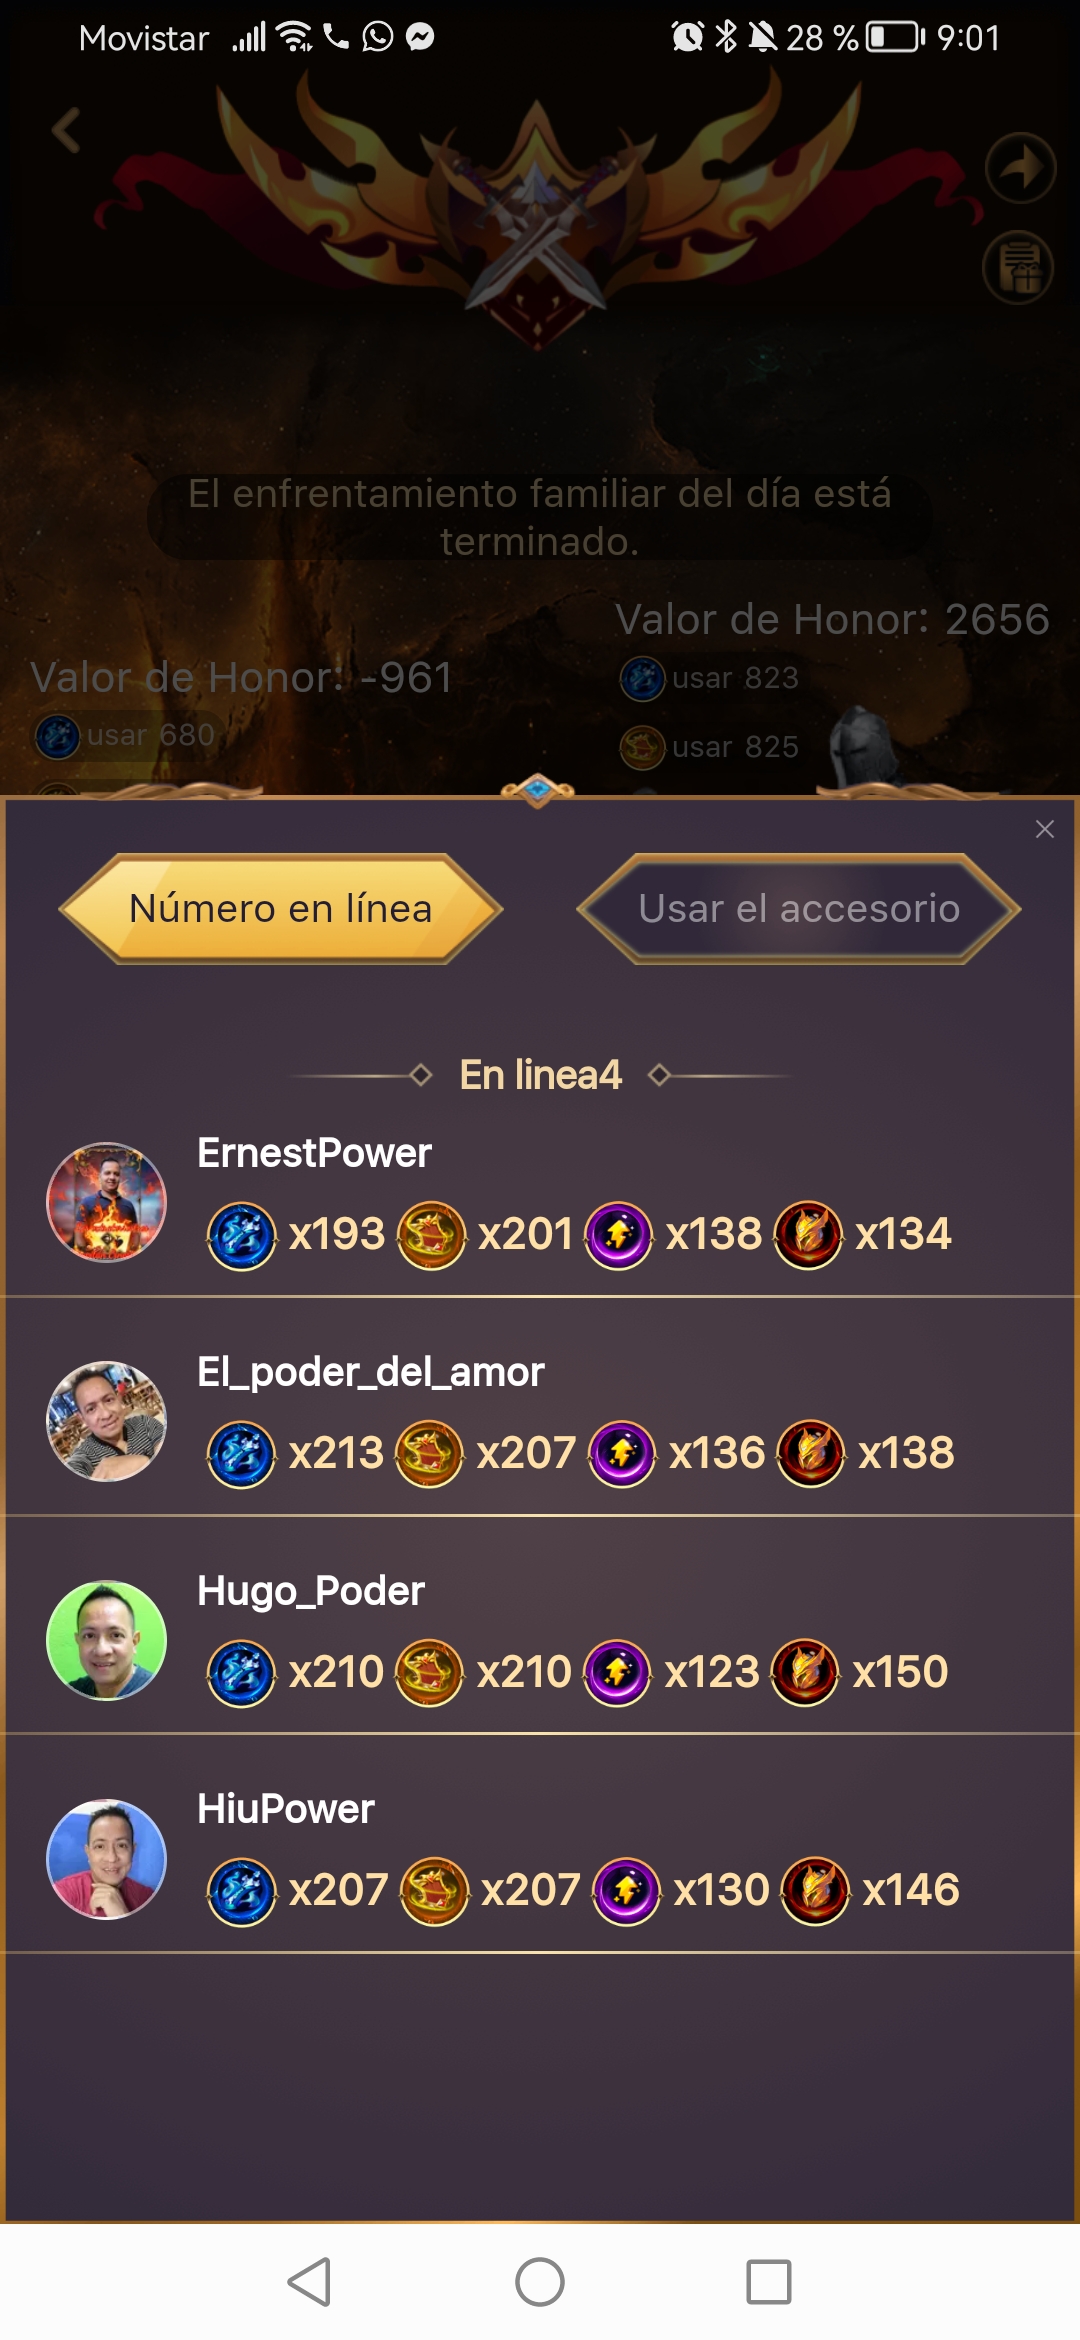 Movistar 28 % 9:01
El enfrentamiento familiar del día está
terminado.
Valor de Honor: 2656
Valor de Honor: -961
usar 823
usar 680
usar 825
Número en línea
Usar el accesorio
En linea4
ErnestPower
x193 x201 x138 x134
El_poder_del_amor
x213 x207 x136 x138
Hugo_Poder
x210 x210 x123 x150
HiuPower
x207 x207 x130 x146